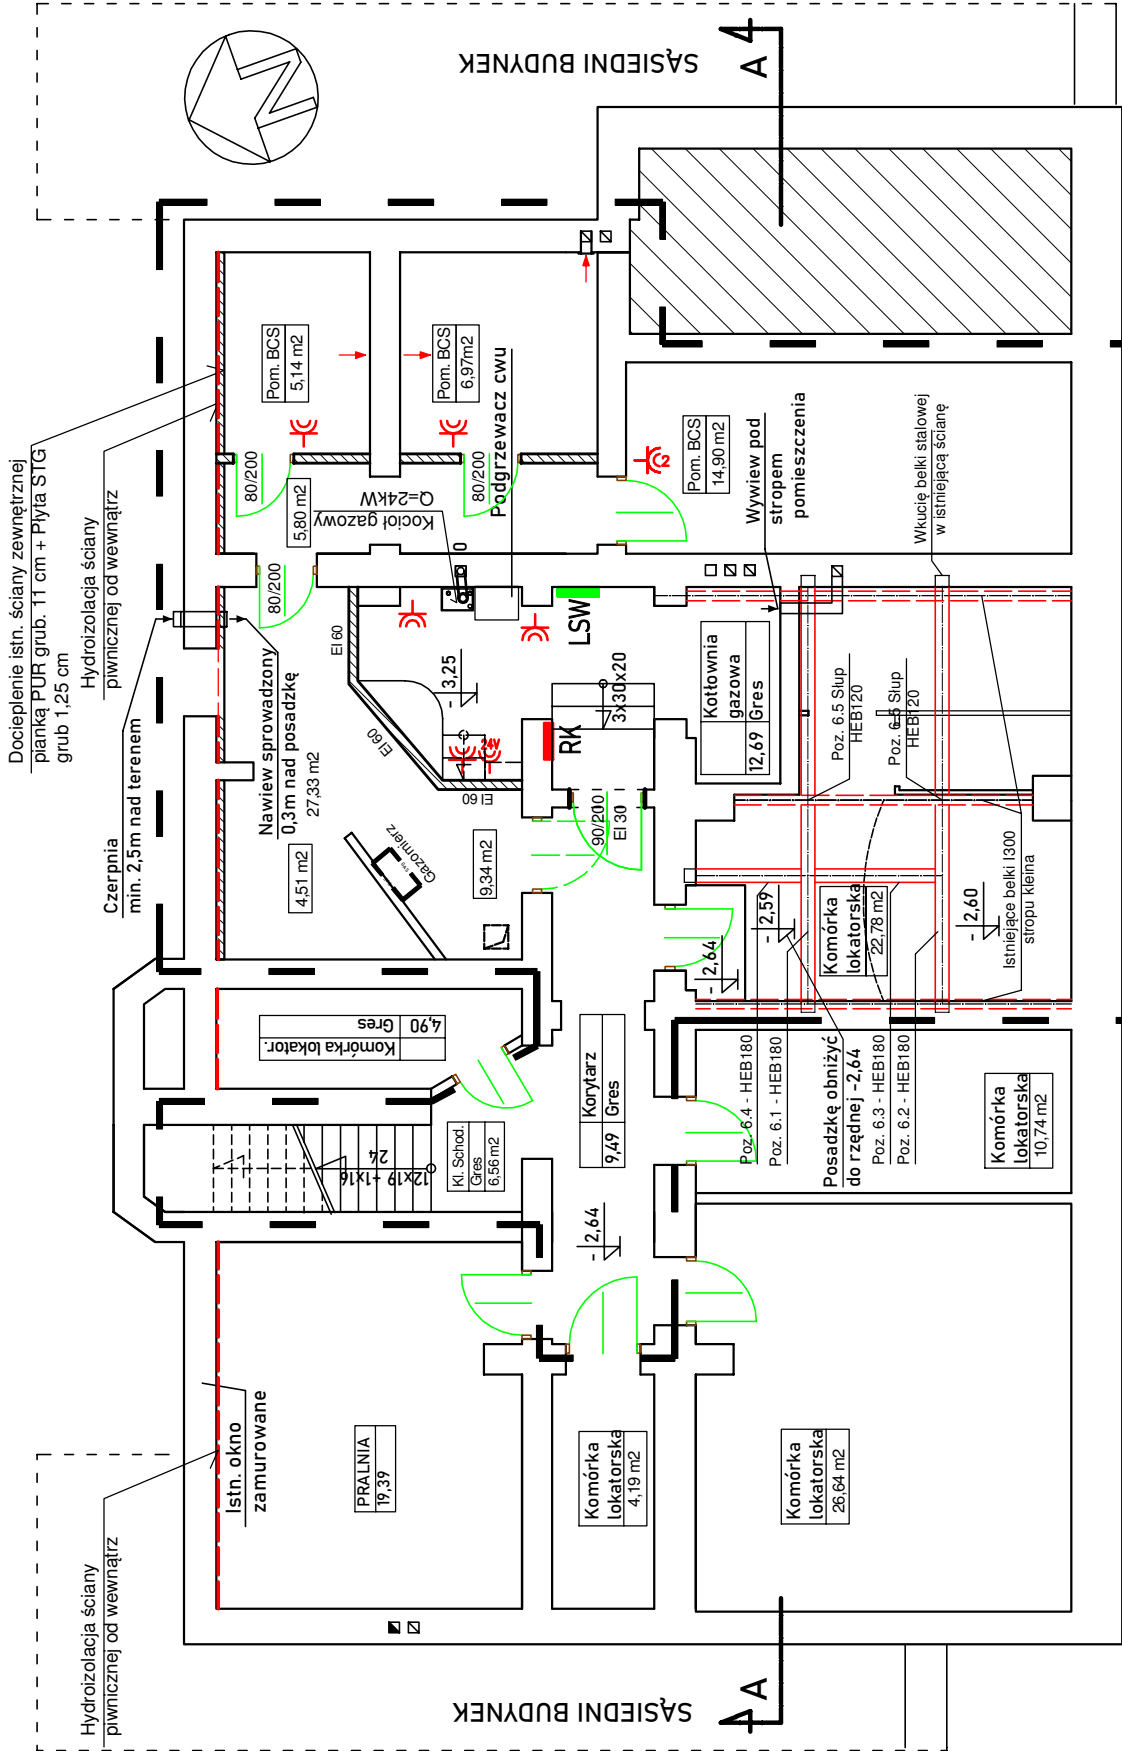 Docieplenie istn. ściany zewnętrznej
pianką PUR grub. 11 cm + Płyta STG
grub 1,25 cm
Hydroizolacja ściany
piwnicznej od wewnątrz
Czerpnia
min. 2,5m nad terenem
Nawiew sprowadzony
0,3m nad posadzkę
27,33 m2
4,51 m2
SĄSIEDNI BUDYNEK
A
Pom. BCS
5,14 m2
Pom. BCS
6,97m2
Podgrzewacz cwu
Kocioł gazowy
Q=24kW
80/200
80/200
80/200
5,80 m2
Pom. BCS
14,90 m2
2
Wywiew pod
stropem
pomieszczenia
Wkucię belki stalowej
w istniejącą ścianę
EI 60
EI 60
EI 60
- 3,25
LSW
3x30x20
RK
24V
Gazomierz
9,34 m2
90/200
EI 30
Kotłownia
gazowa
12,69 Gres
Poz. 6.5 Słup
HEB120
Poz. 6.5 Słup
HEB120
Komórka
lokatorska
22,78 m2
- 2,59
- 2,60
- 2,64
Istniejące belki I300
stropu kleina
Komórka lokator.
Gres 4,90
Korytarz
9,49 Gres
Kl. Schod.
Gres
6,56 m2
12x19 +1x16
24
- 2,64
Poz. 6.4 - HEB180
Poz. 6.1 - HEB180
Posadzkę obniżyć
do rzędnej -2,64
Poz. 6.3 - HEB180
Poz. 6.2 - HEB180
Komórka
lokatorska
10,74 m2
Istn. okno
zamurowane
PRALNIA
19,39
Komórka
lokatorska
4,19 m2
Komórka
lokatorska
26,64 m2
Hydroizolacja ściany
piwnicznej od wewnątrz
SĄSIEDNI BUDYNEK
A